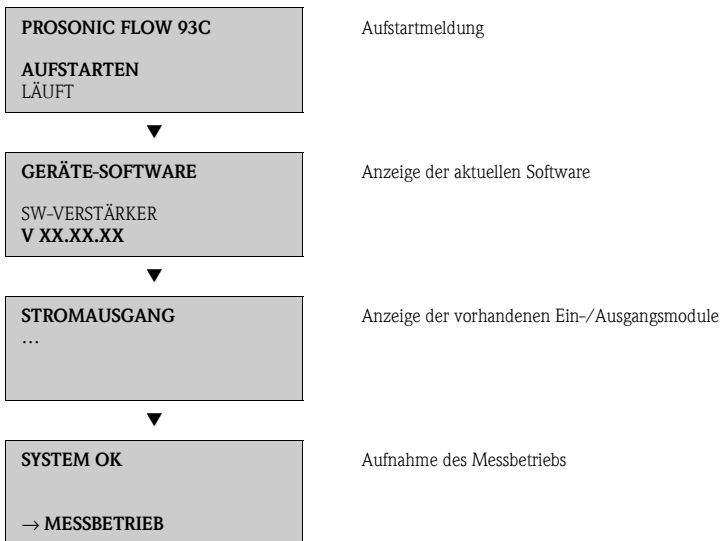 PROSONIC FLOW 93C
Aufstartmeldung
AUFSTARTEN
LÄUFT
▼
GERÄTE-SOFTWARE
Anzeige der aktuellen Software
SW-VERSTÄRKER
V XX.XX.XX
▼
STROMAUSGANG
Anzeige der vorhandenen Ein-/Ausgangsmodule
…
▼
SYSTEM OK
Aufnahme des Messbetriebs
→ MESSBETRIEB